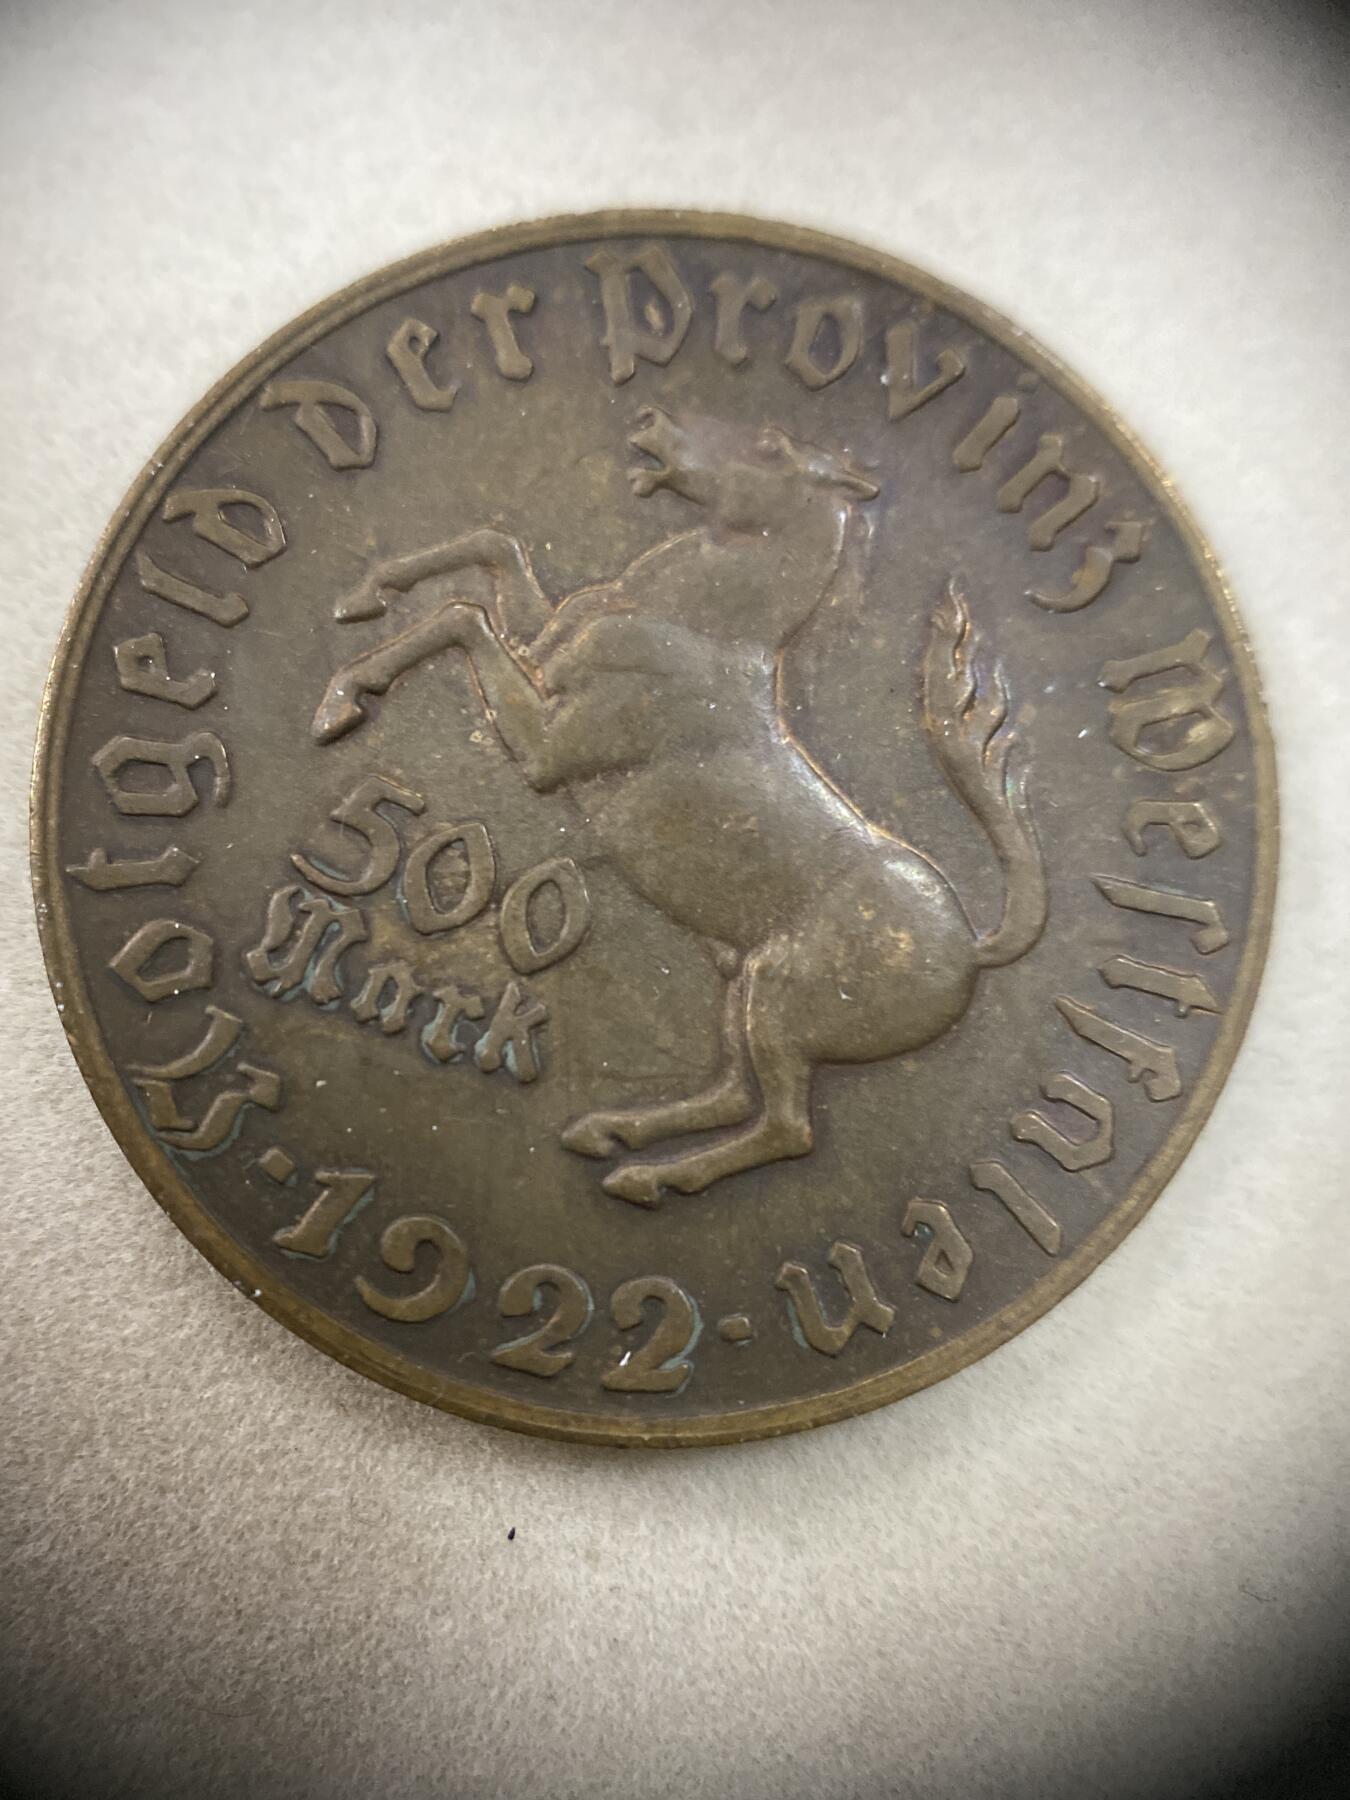 Notgeld der Provinz Westfalen · 1922 ·
500
Mark